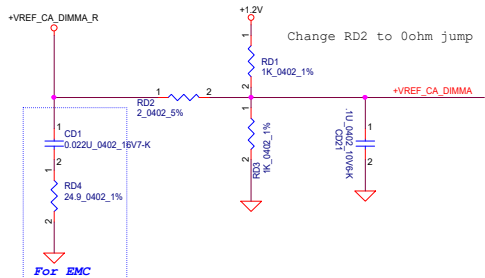 +VREF_CA_DIMMA_R
+1.2V
Change RD2 to 0ohm jump
1
RD1
1K_0402_1%
2
1
2
RD2
2_0402_5%
+VREF_CA_DIMMA
1
CD1
0.022U_0402_16V7-K
2
1
RD4
24.9_0402_1%
2
1
RD3
1K_0402_1%
2
1
CD21
.1U_0402_10V6-K
2
For EMC